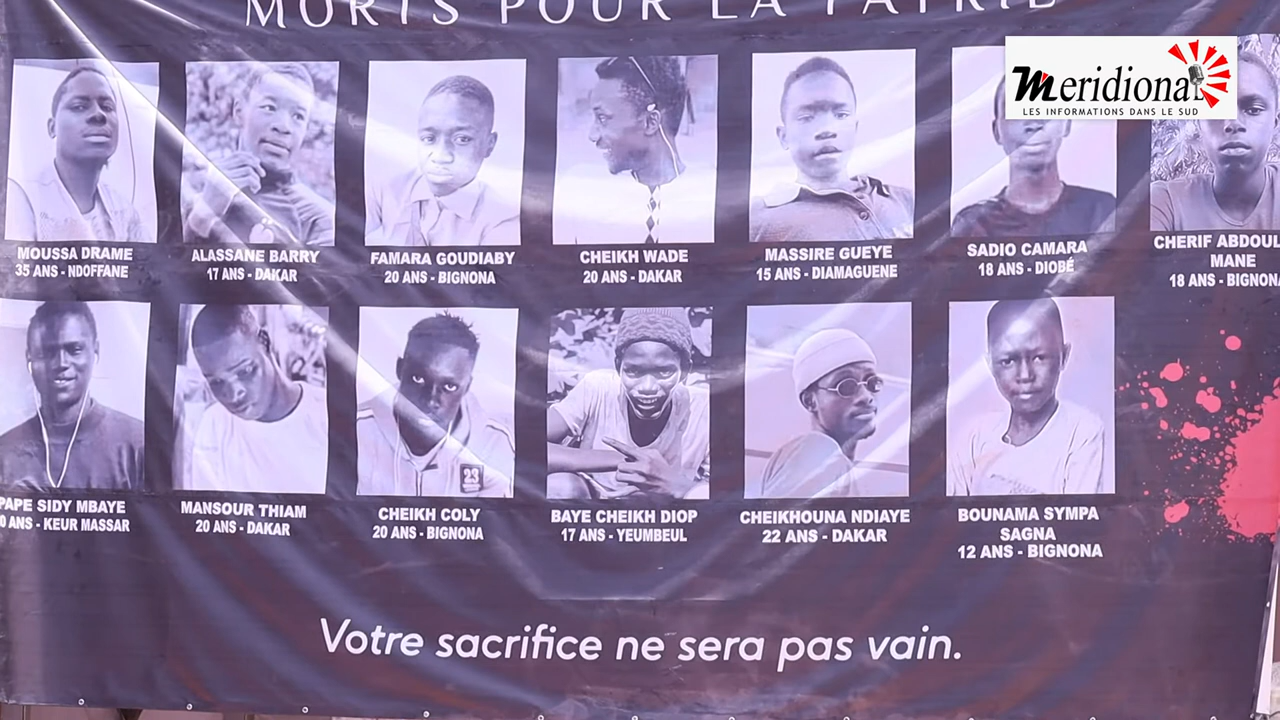 MORTS POUR LA PATRIE
Meridional
LES INFORMATIONS DANS LE SUD
MOUSSA DRAME
35 ANS - NDOFFANE
ALASSANE BARRY
17 ANS - DAKAR
FAMARA GOUDIABY
20 ANS - BIGNONA
CHEIKH WADE
20 ANS - DAKAR
MASSIRE GUEYE
15 ANS - DIAMAGUENE
SADIO CAMARA
18 ANS - DIOBÉ
CHERIF ABDOUL
MANE
18 ANS - BIGNONA
PAPE SIDY MBAYE
0 ANS - KEUR MASSAR
MANSOUR THIAM
20 ANS - DAKAR
23
CHEIKH COLY
20 ANS - BIGNONA
BAYE CHEIKH DIOP
17 ANS - YEUMBEUL
CHEIKHOUNA NDIAYE
22 ANS - DAKAR
BOUNAMA SYMPA
SAGNA
12 ANS - BIGNONA
Votre sacrifice ne sera pas vain.